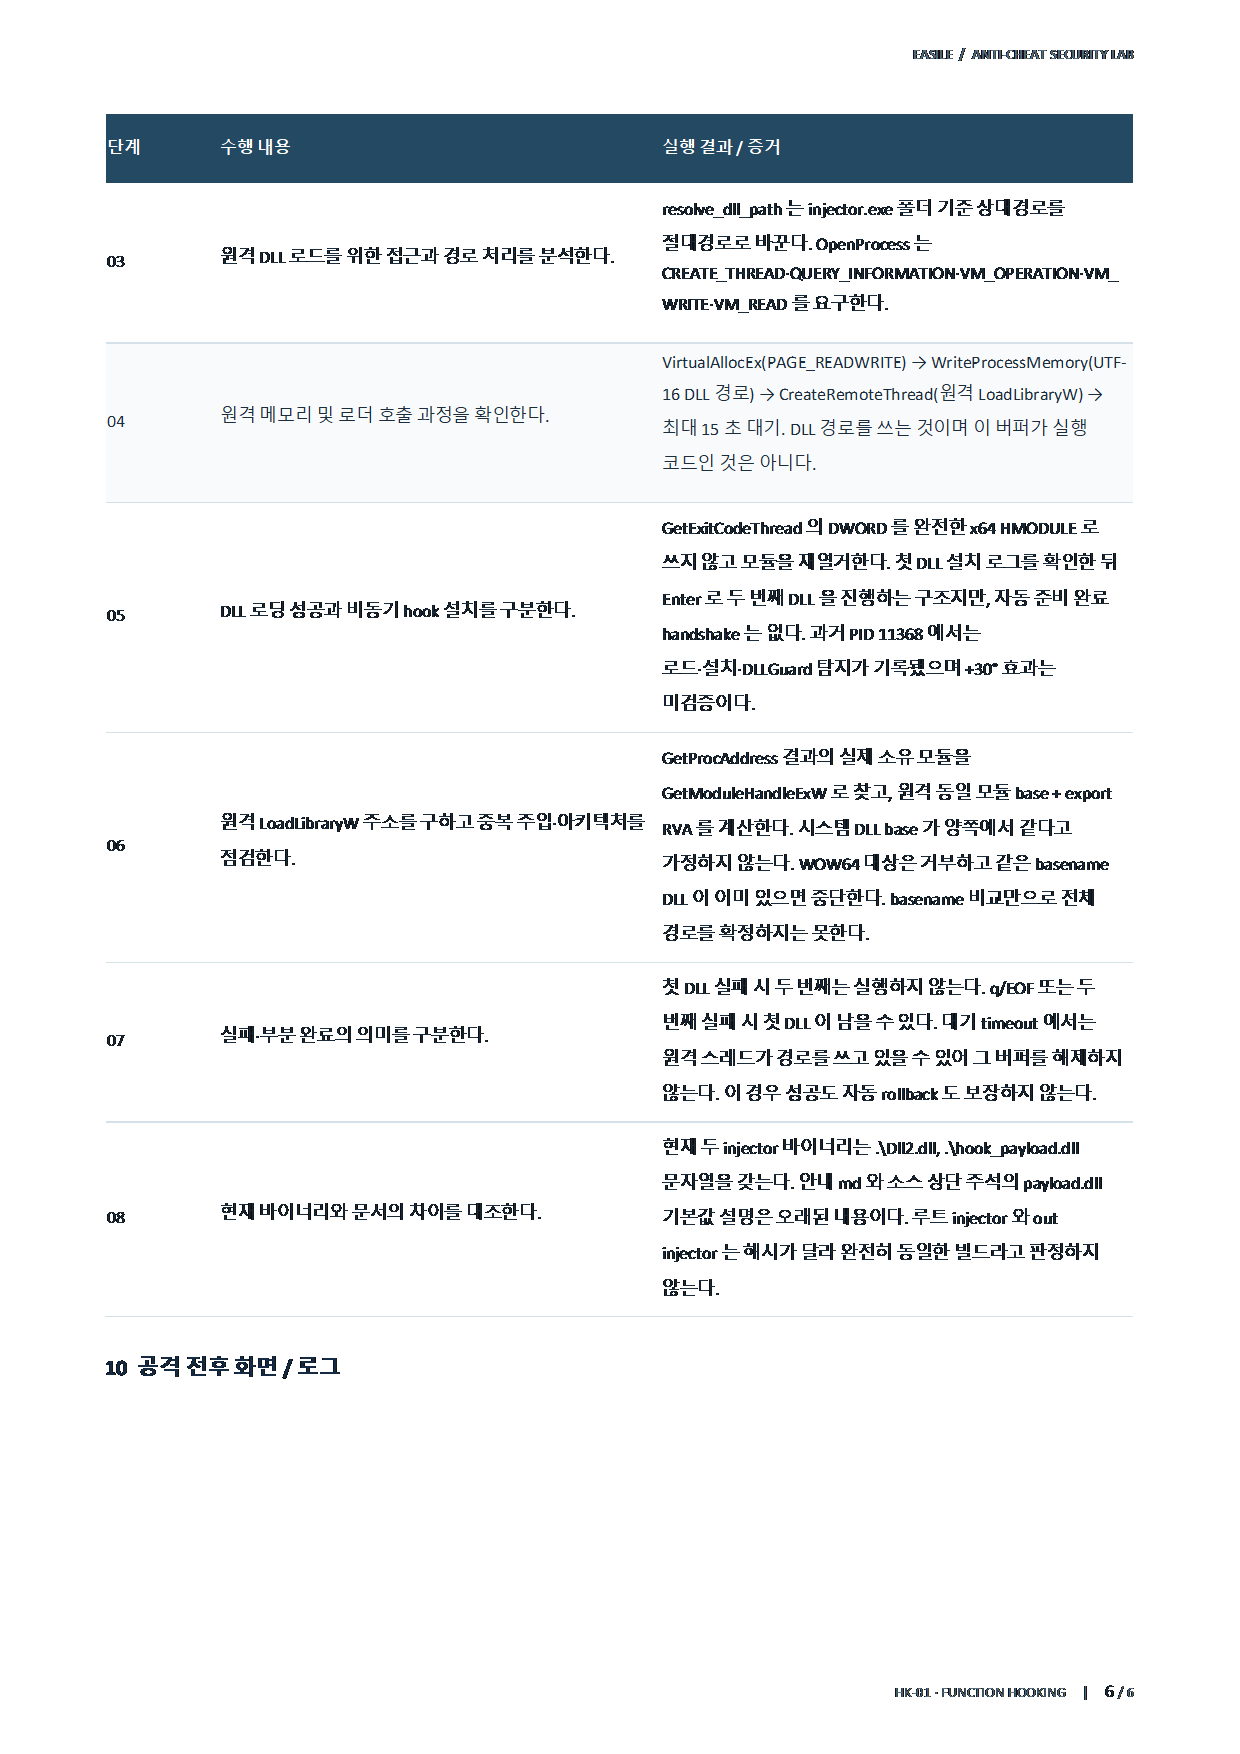 EASILE / ANTI-CHEAT SECURITY LAB
단계 수행 내용 실행 결과 / 증거
03 원격 DLL 로드를 위한 접근과 경로 처리를 분석한다.
resolve_dll_path 는 injector.exe 폴더 기준 상대경로를
절대경로로 바꾼다. OpenProcess 는
CREATE_THREAD·QUERY_INFORMATION·VM_OPERATION·VM_
WRITE·VM_READ 를 요구한다.
04 원격 메모리 및 로더 호출 과정을 확인한다.
VirtualAllocEx(PAGE_READWRITE) → WriteProcessMemory(UTF-
16 DLL 경로) → CreateRemoteThread(원격 LoadLibraryW) →
최대 15 초 대기. DLL 경로를 쓰는 것이며 이 버퍼가 실행
코드인 것은 아니다.
05 DLL 로딩 성공과 비동기 hook 설치를 구분한다.
GetExitCodeThread 의 DWORD 를 완전한 x64 HMODULE 로
쓰지 않고 모듈을 재열거한다. 첫 DLL 설치 로그를 확인한 뒤
Enter 로 두 번째 DLL 을 진행하는 구조지만, 자동 준비 완료
handshake 는 없다. 과거 PID 11368 에서는
로드·설치·DLLGuard 탐지가 기록됐으며 +30° 효과는
미검증이다.
06 원격 LoadLibraryW 주소를 구하고 중복 주입·아키텍처를
점검한다.
GetProcAddress 결과의 실제 소유 모듈을
GetModuleHandleExW 로 찾고, 원격 동일 모듈 base + export
RVA 를 계산한다. 시스템 DLL base 가 양쪽에서 같다고
가정하지 않는다. WOW64 대상은 거부하고 같은 basename
DLL 이 이미 있으면 중단한다. basename 비교만으로 전체
경로를 확정하지는 못한다.
07 실패·부분 완료의 의미를 구분한다.
첫 DLL 실패 시 두 번째는 실행하지 않는다. q/EOF 또는 두
번째 실패 시 첫 DLL 이 남을 수 있다. 대기 timeout 에서는
원격 스레드가 경로를 쓰고 있을 수 있어 그 버퍼를 해제하지
않는다. 이 경우 성공도 자동 rollback 도 보장하지 않는다.
08 현재 바이너리와 문서의 차이를 대조한다.
현재 두 injector 바이너리는 .\Dll2.dll, .\hook_payload.dll
문자열을 갖는다. 안내 md 와 소스 상단 주석의 payload.dll
기본값 설명은 오래된 내용이다. 루트 injector 와 out
injector 는 해시가 달라 완전히 동일한 빌드라고 판정하지
않는다.
10 공격 전후 화면 / 로그
HK-01 · FUNCTION HOOKING | 6 / 6